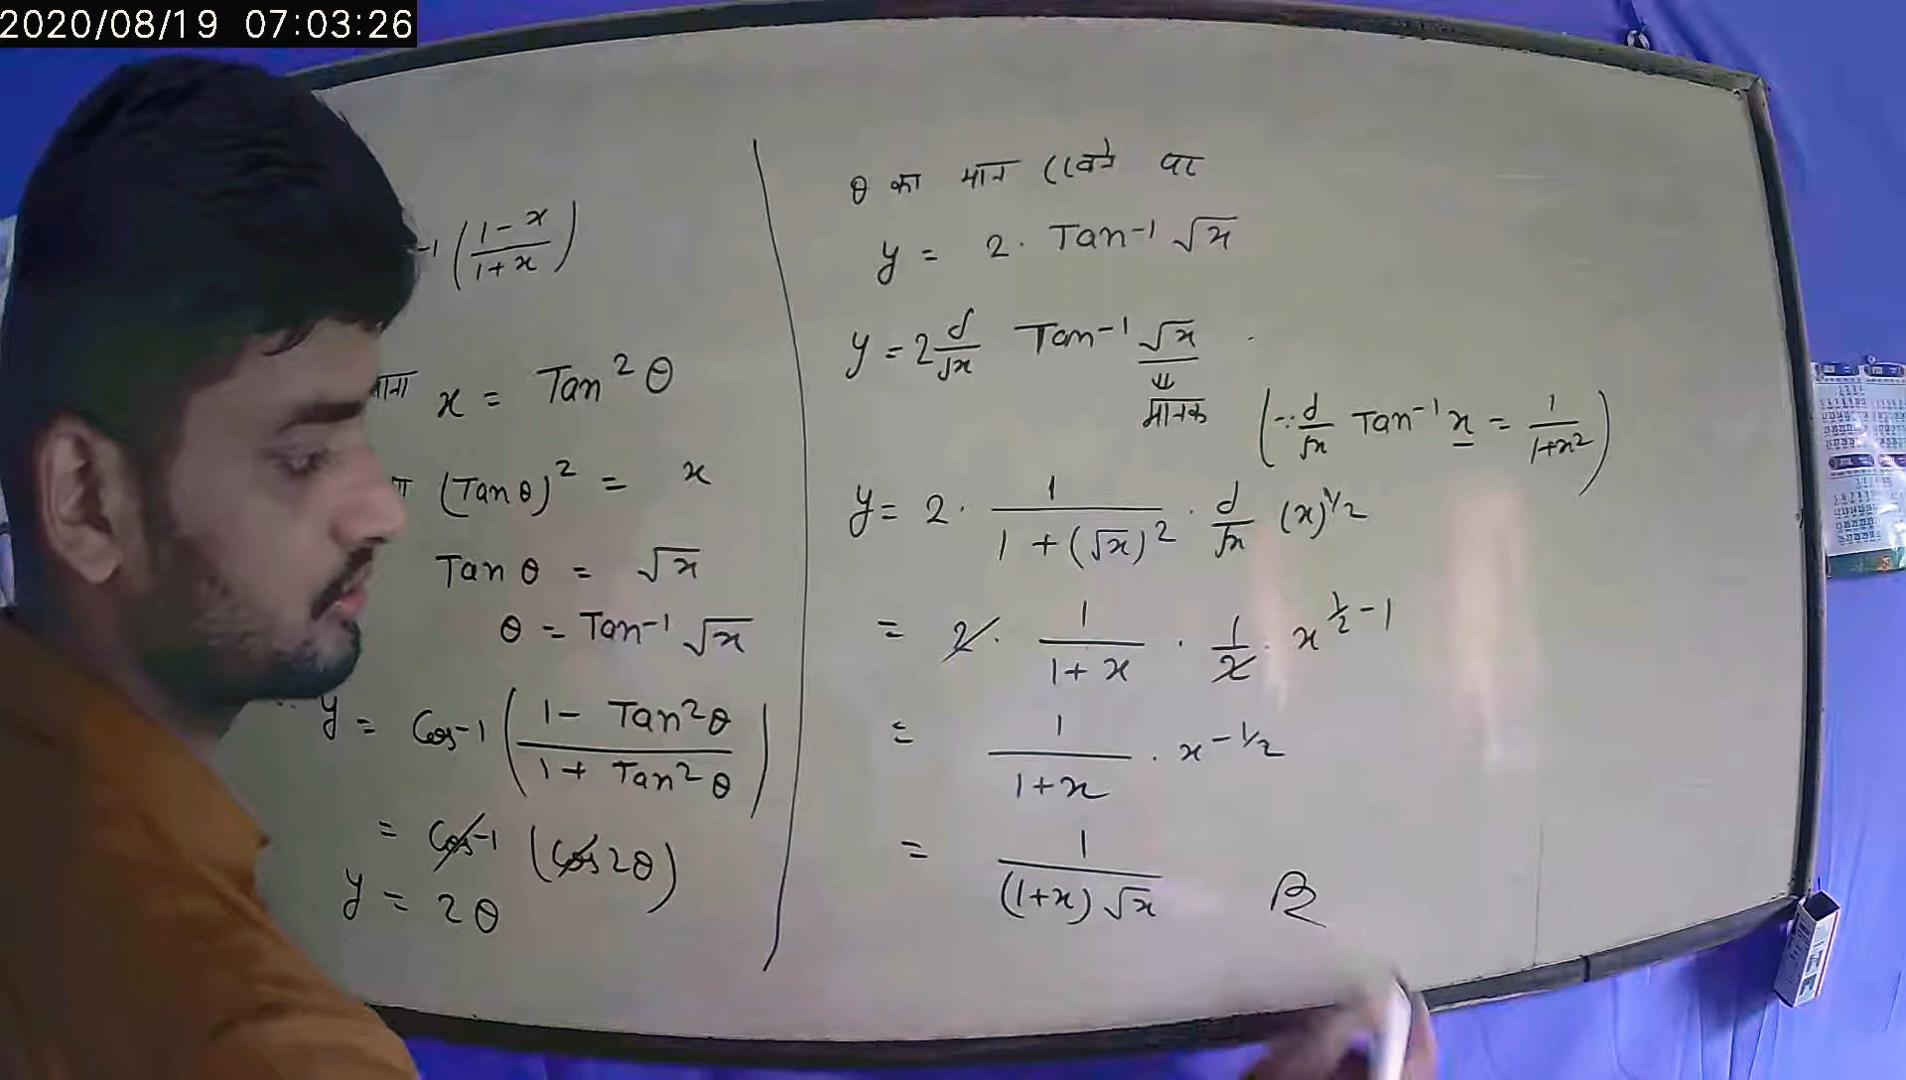 2020/08/19 07:03:26
-1 (1-x/1+x)
माना x = Tan² θ
(Tan θ)² = x
Tan θ = √x
θ = Tan-1 √x
∵ y = Cos-1 (1 - Tan²θ / 1 + Tan²θ)
= Cos-1 (Cos 2θ)
y = 2θ
θ का मान रखने पर
y = 2 · Tan-1 √x
y = 2 d/dx Tan-1 √x
⇓
मानक
(∵ d/dx Tan-1 x = 1/1+x²)
y = 2 · 1/1+(√x)² · d/dx (x)1/2
= 2 · 1/1+x · 1/2 · x 1/2-1
= 1/1+x · x-1/2
= 1/(1+x)√x